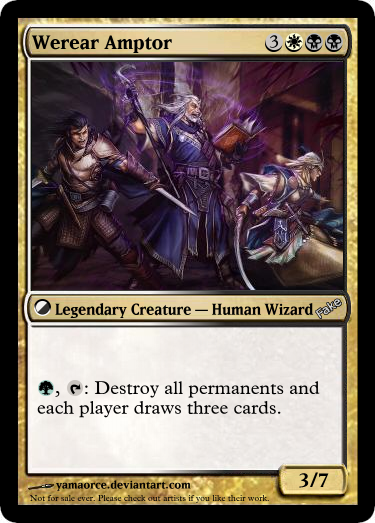 Werear Amptor 3
Legendary Creature — Human Wizard Fake
, : Destroy all permanents and
each player draws three cards.
yamaorce.deviantart.com
3/7
Not for sale ever. Please check out artists if you like their work.